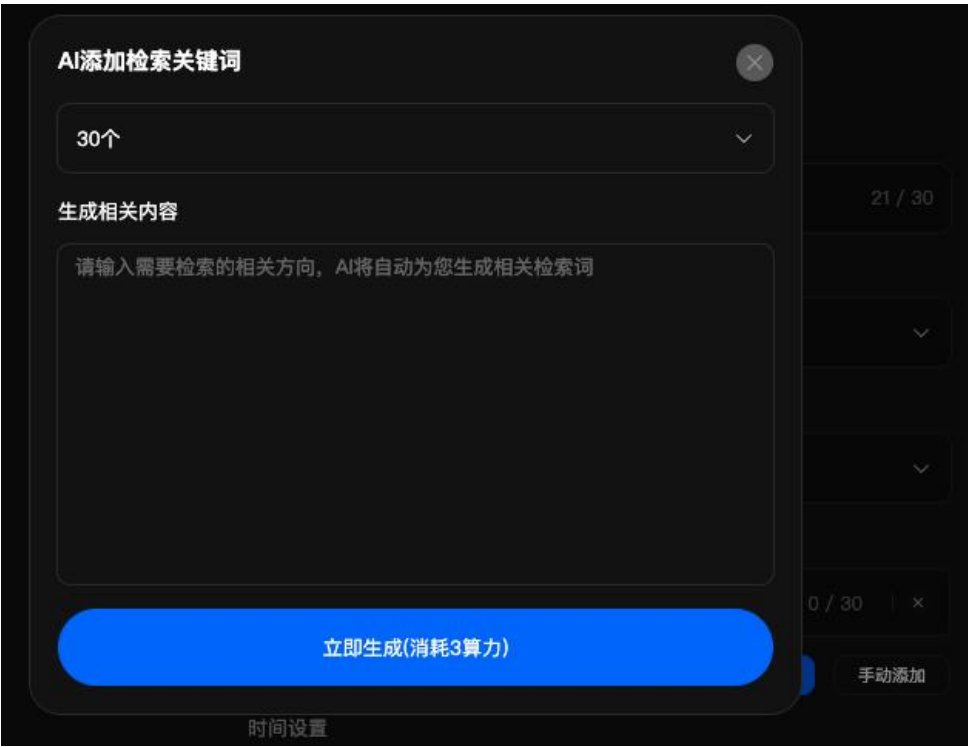 AI添加检索关键词
30个
21 / 30
生成相关内容
请输入需要检索的相关方向，AI将自动为您生成相关检索词
0 / 30
立即生成(消耗3算力)
手动添加
时间设置